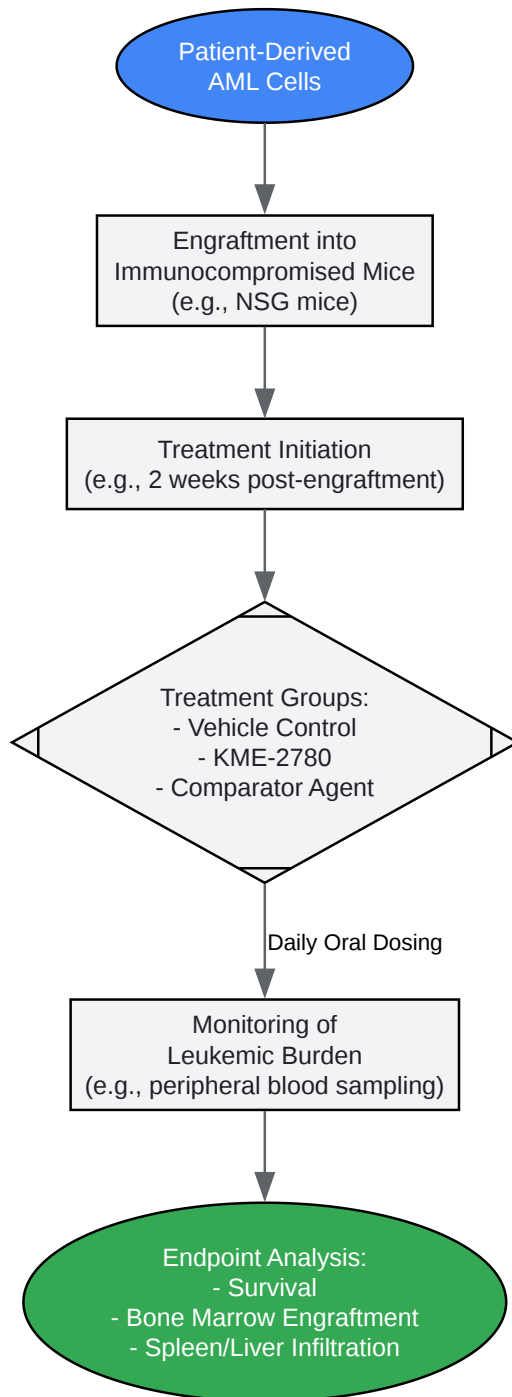 Patient-Derived
AML Cells
Engraftment into
Immunocompromised Mice
(e.g., NSG mice)
Treatment Initiation
(e.g., 2 weeks post-engraftment)
Treatment Groups:
- Vehicle Control
- KME-2780
- Comparator Agent
Daily Oral Dosing
Monitoring of
Leukemic Burden
(e.g., peripheral blood sampling)
Endpoint Analysis:
- Survival
- Bone Marrow Engraftment
- Spleen/Liver Infiltration